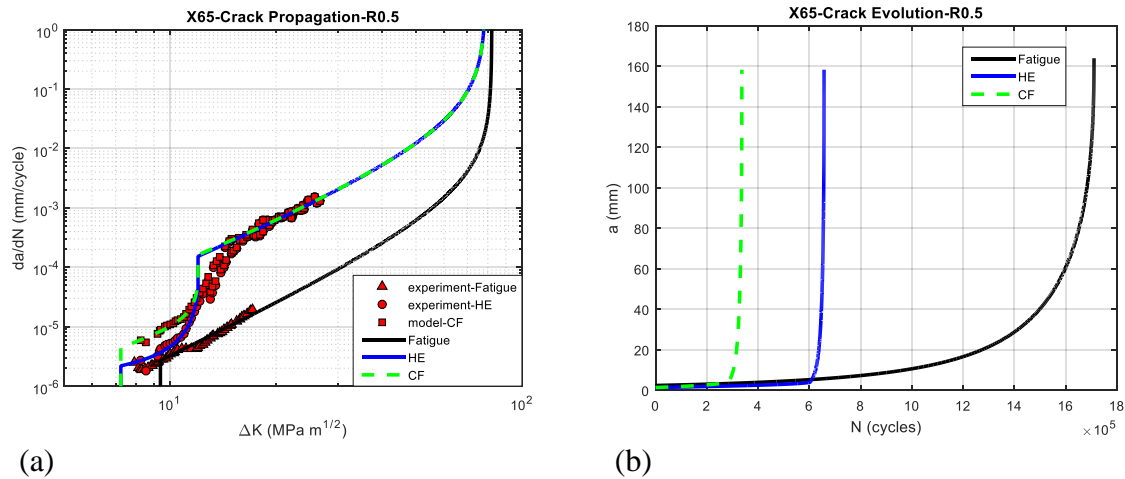 X65-Crack Propagation-R0.5
10^0
10^-1
10^-2
10^-3
10^-4
10^-5
10^-6
da/dN (mm/cycle)
experiment-Fatigue
experiment-HE
model-CF
Fatigue
HE
CF
10^1
10^2
ΔK (MPa m^1/2)
(a)
X65-Crack Evolution-R0.5
180
160
140
120
100
80
60
40
20
0
a (mm)
Fatigue
HE
CF
0 2 4 6 8 10 12 14 16 18
N (cycles)
×10^5
(b)